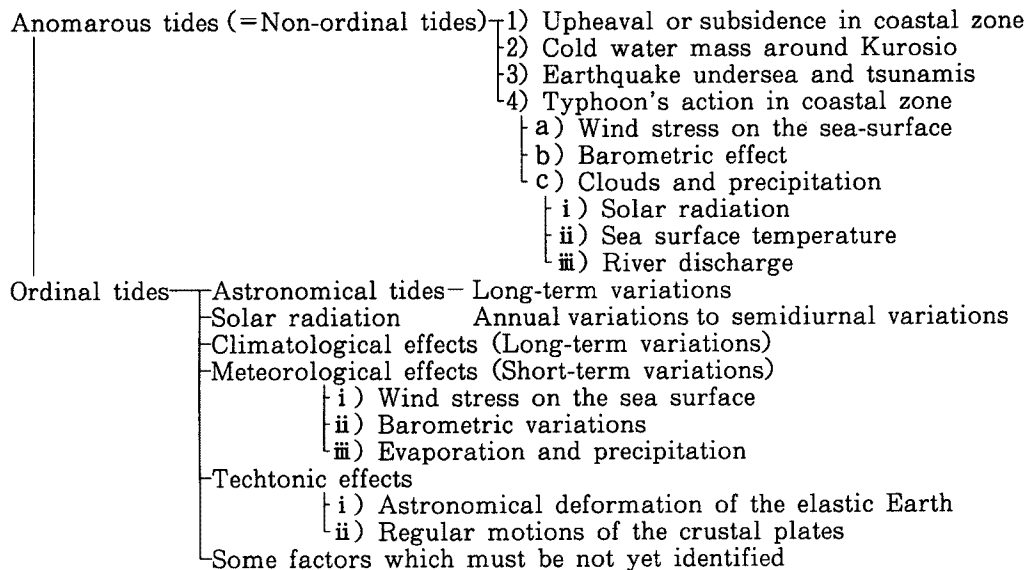 Anomarous tides (=Non-ordinal tides) 1) Upheaval or subsidence in coastal zone
2) Cold water mass around Kurosio
3) Earthquake undersea and tsunamis
4) Typhoon's action in coastal zone
a) Wind stress on the sea-surface
b) Barometric effect
c) Clouds and precipitation
i) Solar radiation
ii) Sea surface temperature
iii) River discharge
Ordinal tides Astronomical tides— Long-term variations
Solar radiation Annual variations to semidiurnal variations
Climatological effects (Long-term variations)
Meteorological effects (Short-term variations)
i) Wind stress on the sea surface
ii) Barometric variations
iii) Evaporation and precipitation
Techtonic effects
i) Astronomical deformation of the elastic Earth
ii) Regular motions of the crustal plates
Some factors which must be not yet identified